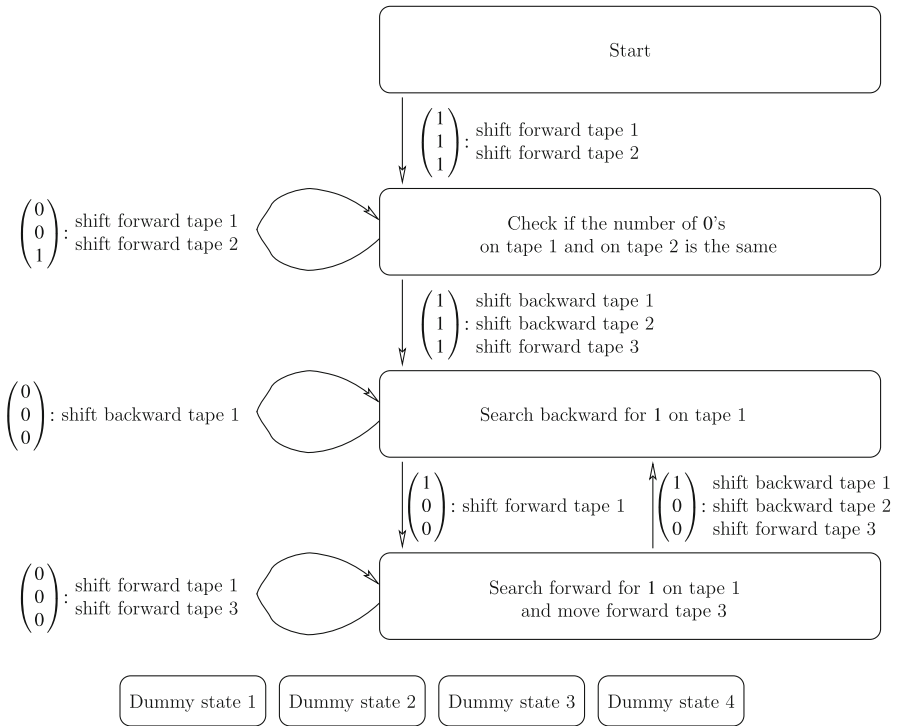 Start
(1 1 1): shift forward tape 1
shift forward tape 2
(0 0 1): shift forward tape 1
shift forward tape 2
Check if the number of 0's
on tape 1 and on tape 2 is the same
(1 1 1): shift backward tape 1
shift backward tape 2
shift forward tape 3
(0 0 0): shift backward tape 1
Search backward for 1 on tape 1
(1 0 0): shift forward tape 1
(1 0 0): shift backward tape 1
shift backward tape 2
shift forward tape 3
(0 0 0): shift forward tape 1
shift forward tape 3
Search forward for 1 on tape 1
and move forward tape 3
Dummy state 1
Dummy state 2
Dummy state 3
Dummy state 4